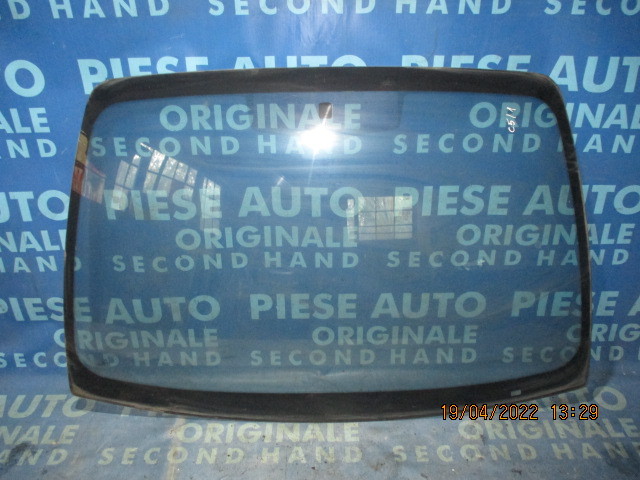 ORIGINALE ORIGINALE
SECOND HAND SECOND HAND
PIESE AUTO PIESE AUTO
ORIGINALE ORIGINALE
SECOND HAND SECOND HAND
PIESE AUTO PIESE AUTO
ORIGINALE ORIGINALE
SECOND HAND SECOND HAND
PIESE AUTO PIESE AUTO
ORIGINALE ORIGINALE
SECOND HAND SECOND HAND
PIESE AUTO
ORIGINALE
SECOND HAND
19/04/2022 13:29